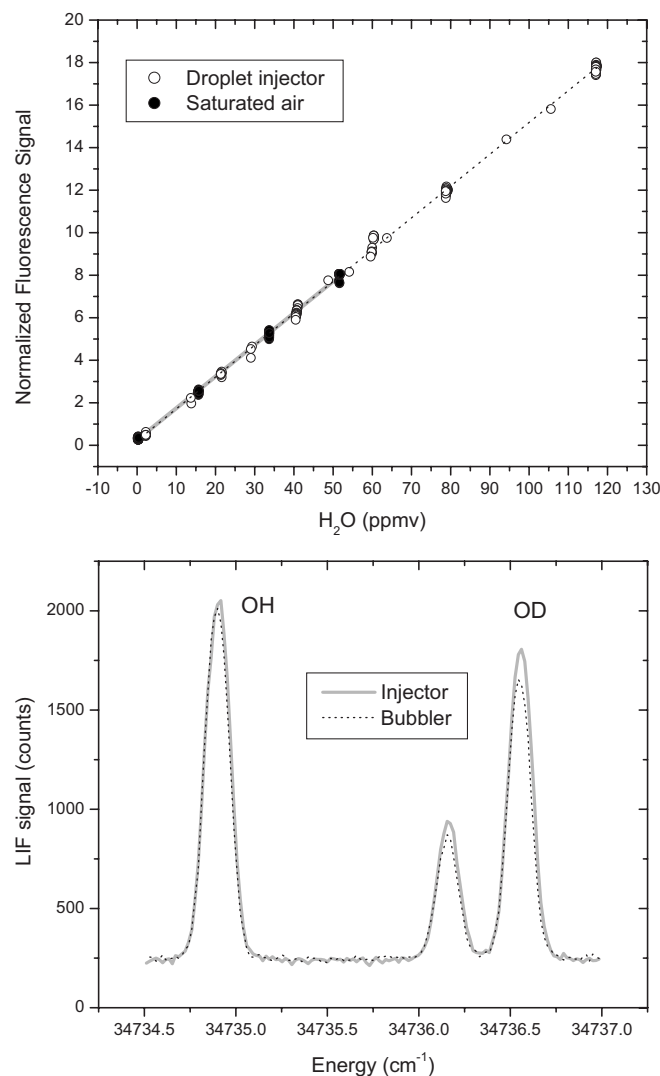 20
18
16
14
12
10
8
6
4
2
0
Normalized Fluorescence Signal
Droplet injector
Saturated air
-10 0 10 20 30 40 50 60 70 80 90 100 110 120 130
H₂O (ppmv)
2000
1500
1000
500
0
LIF signal (counts)
OH
OD
Injector
Bubbler
34734.5 34735.0 34735.5 34736.0 34736.5 34737.0
Energy (cm⁻¹)